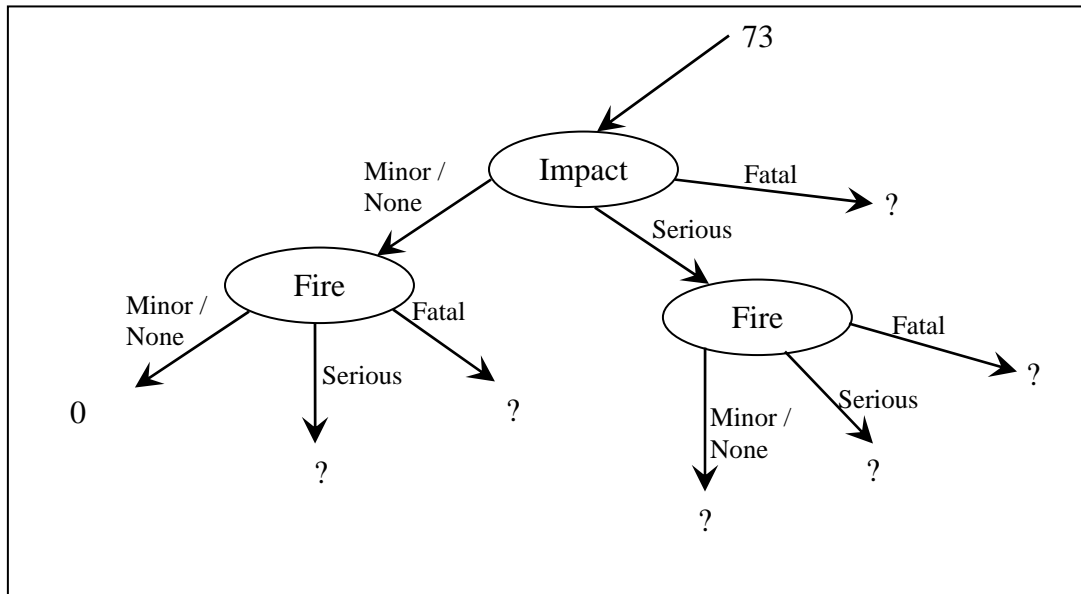 73
Impact
Minor /
None
Fatal
?
Serious
Fire
Minor /
None
Fatal
Serious
0
?
?
Fire
Fatal
Serious
Minor /
None
?
?
?